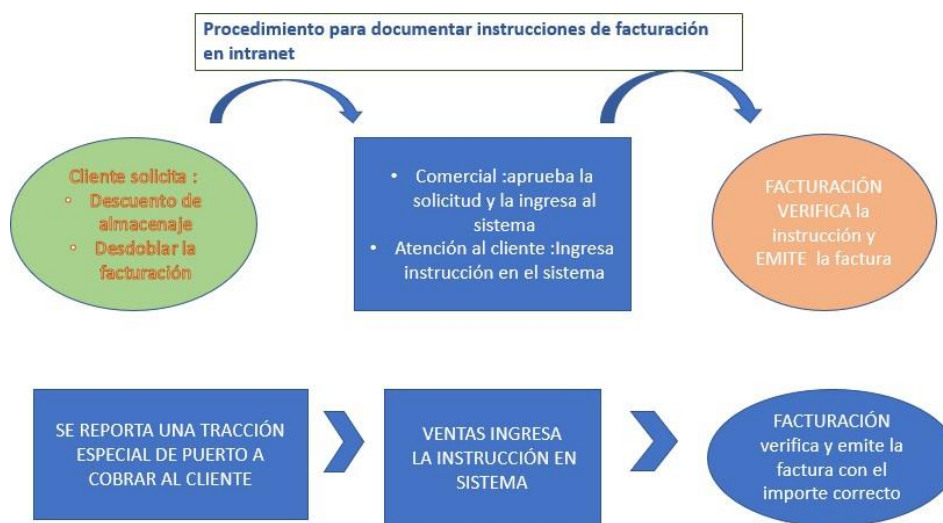 Procedimiento para documentar instrucciones de facturación
en intranet
Cliente solicita :
• Descuento de
almacenaje
• Desdoblar la
facturación
• Comercial :aprueba la
solicitud y la ingresa al
sistema
• Atención al cliente :Ingresa
instrucción en el sistema
FACTURACIÓN
VERIFICA la
instrucción y
EMITE la factura
SE REPORTA UNA TRACCIÓN
ESPECIAL DE PUERTO A
COBRAR AL CLIENTE
VENTAS INGRESA
LA INSTRUCCIÓN EN
SISTEMA
FACTURACIÓN
verifica y emite la
factura con el
importe correcto